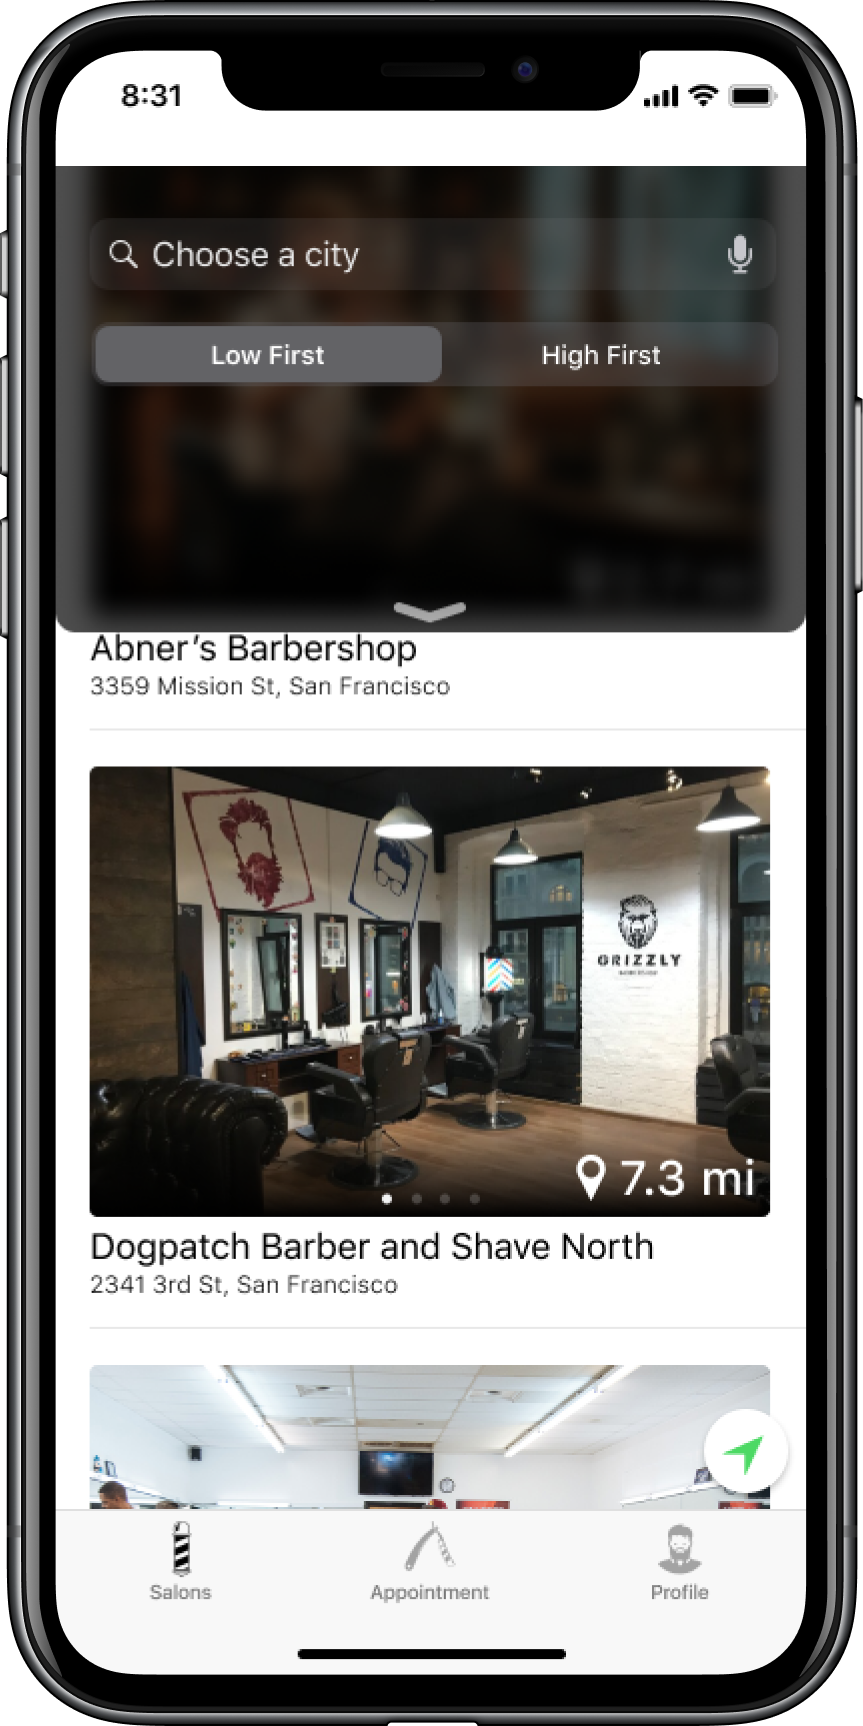 8:31
Choose a city
Low First
High First
Abner's Barbershop
3359 Mission St, San Francisco
GRIZZLY
7.3 mi
Dogpatch Barber and Shave North
2341 3rd St, San Francisco
Salons
Appointment
Profile